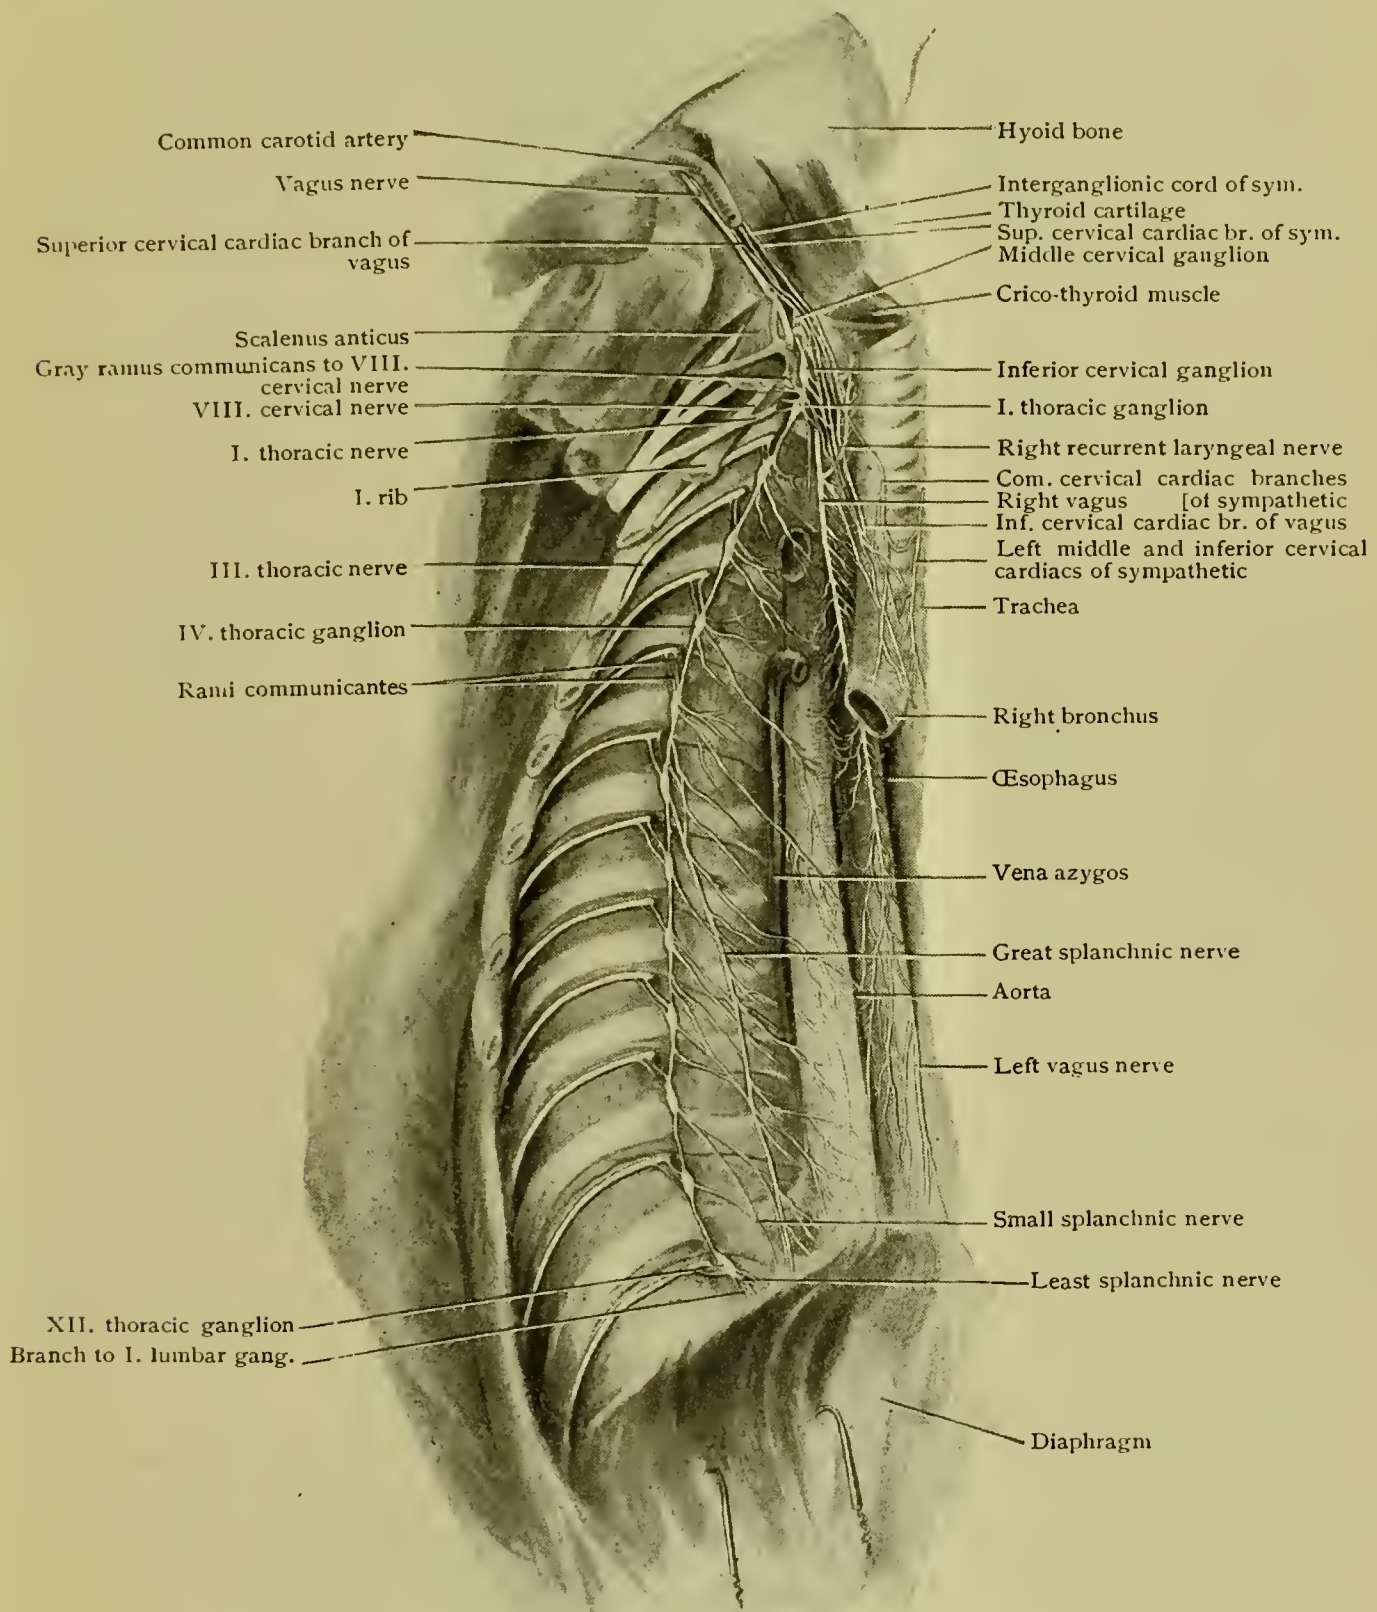 Common carotid artery
Vagus nerve
Superior cervical cardiac branch of
vagus
Scalenus anticus
Gray ramus communicans to VIII.
cervical nerve
VIII. cervical nerve
I. thoracic nerve
I. rib
III. thoracic nerve
IV. thoracic ganglion
Rami communicantes
XII. thoracic ganglion
Branch to I. lumbar gang.
Hyoid bone
Interganglionic cord of sym.
Thyroid cartilage
Sup. cervical cardiac br. of sym.
Middle cervical ganglion
Crico-thyroid muscle
Inferior cervical ganglion
I. thoracic ganglion
Right recurrent laryngeal nerve
Com. cervical cardiac branches
Right vagus [of sympathetic
Inf. cervical cardiac br. of vagus
Left middle and inferior cervical
cardiacs of sympathetic
Trachea
Right bronchus
Œsophagus
Vena azygos
Great splanchnic nerve
Aorta
Left vagus nerve
Small splanchnic nerve
Least splanchnic nerve
Diaphragm